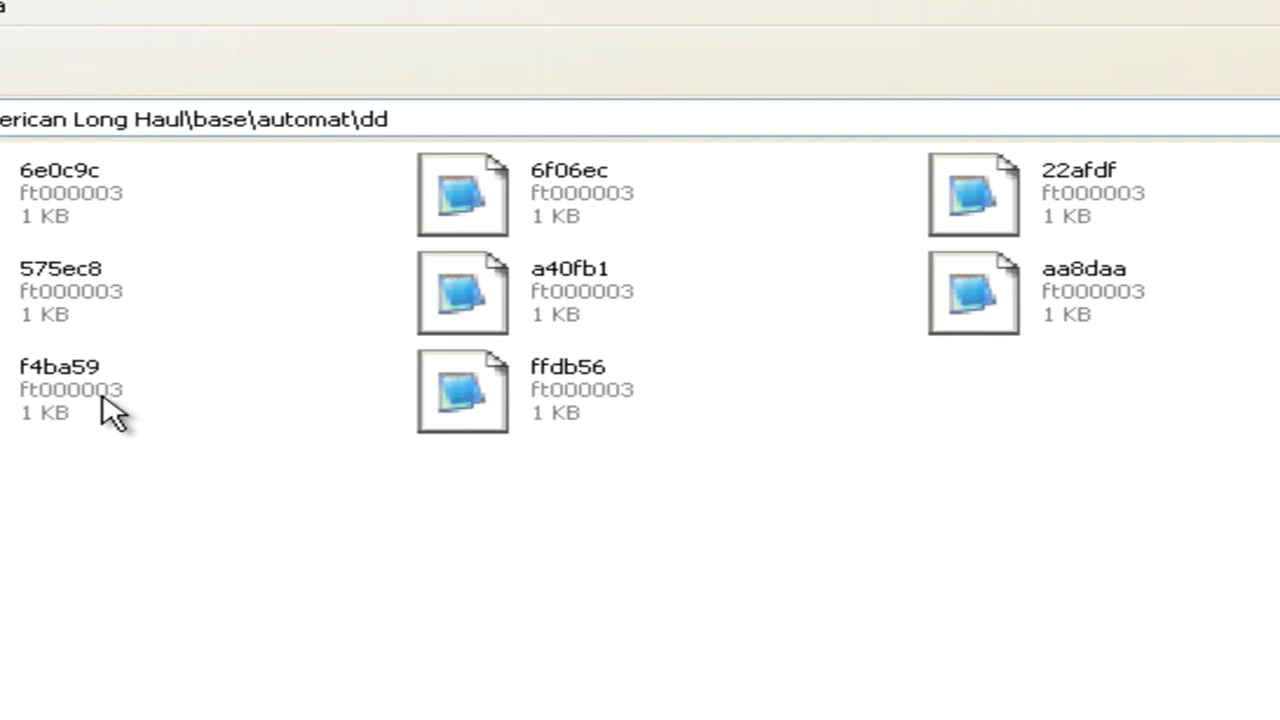 a
erican Long Haul\base\automat\dd
6e0c9c
ft000003
1 KB
6f06ec
ft000003
1 KB
22afdf
ft000003
1 KB
575ec8
ft000003
1 KB
a40fb1
ft000003
1 KB
aa8daa
ft000003
1 KB
f4ba59
ft000003
1 KB
ffdb56
ft000003
1 KB